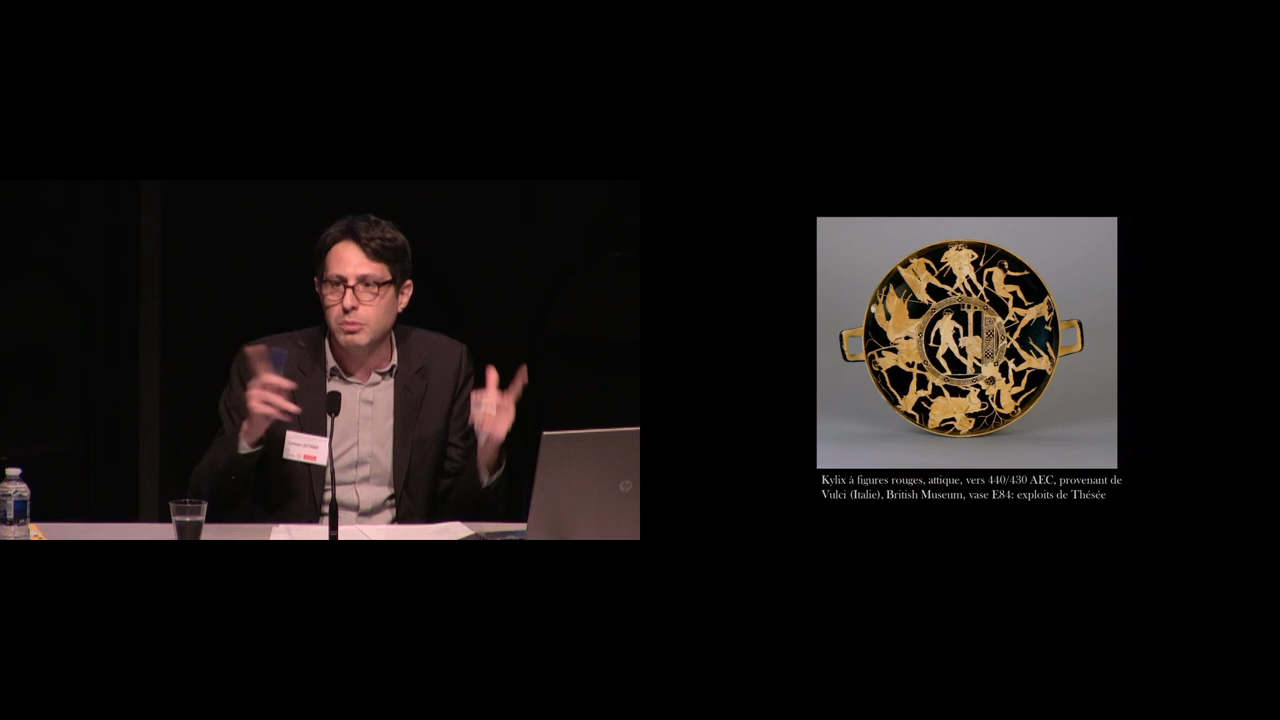 hp
Kylix à figures rouges, attique, vers 440/430 AEC, provenant de
Vulci (Italie), British Museum, vase E84: exploits de Thésée